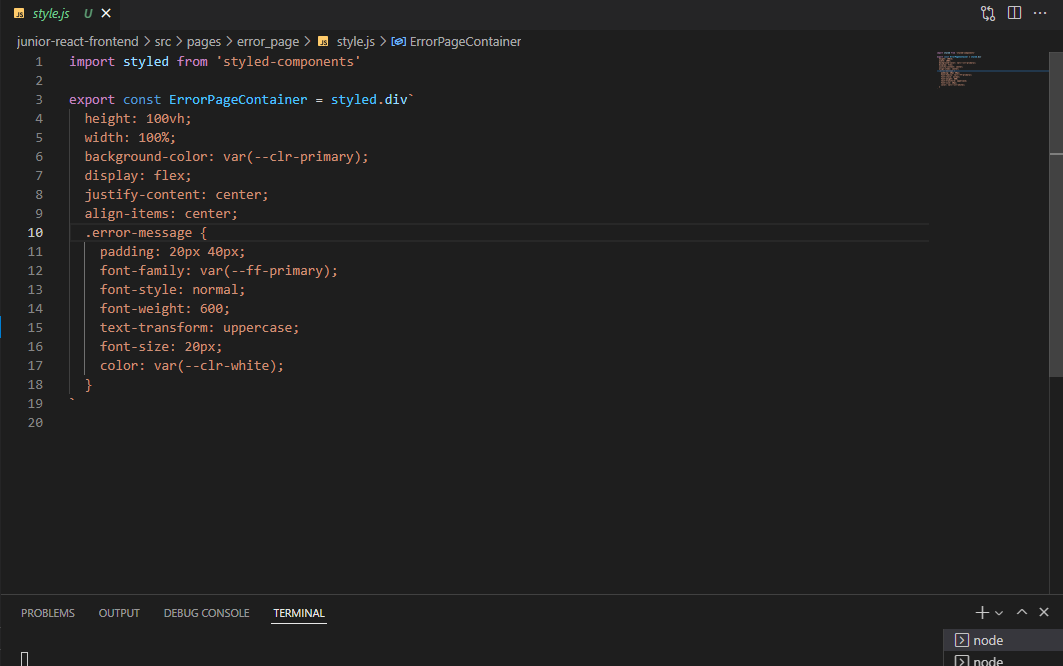 JS style.js U
junior-react-frontend > src > pages > error_page > JS style.js > ErrorPageContainer
1 import styled from 'styled-components'
2
3 export const ErrorPageContainer = styled.div`
4 height: 100vh;
5 width: 100%;
6 background-color: var(--clr-primary);
7 display: flex;
8 justify-content: center;
9 align-items: center;
10 .error-message {
11 padding: 20px 40px;
12 font-family: var(--ff-primary);
13 font-style: normal;
14 font-weight: 600;
15 text-transform: uppercase;
16 font-size: 20px;
17 color: var(--clr-white);
18 }
19 `
20
PROBLEMS OUTPUT DEBUG CONSOLE TERMINAL
node
node